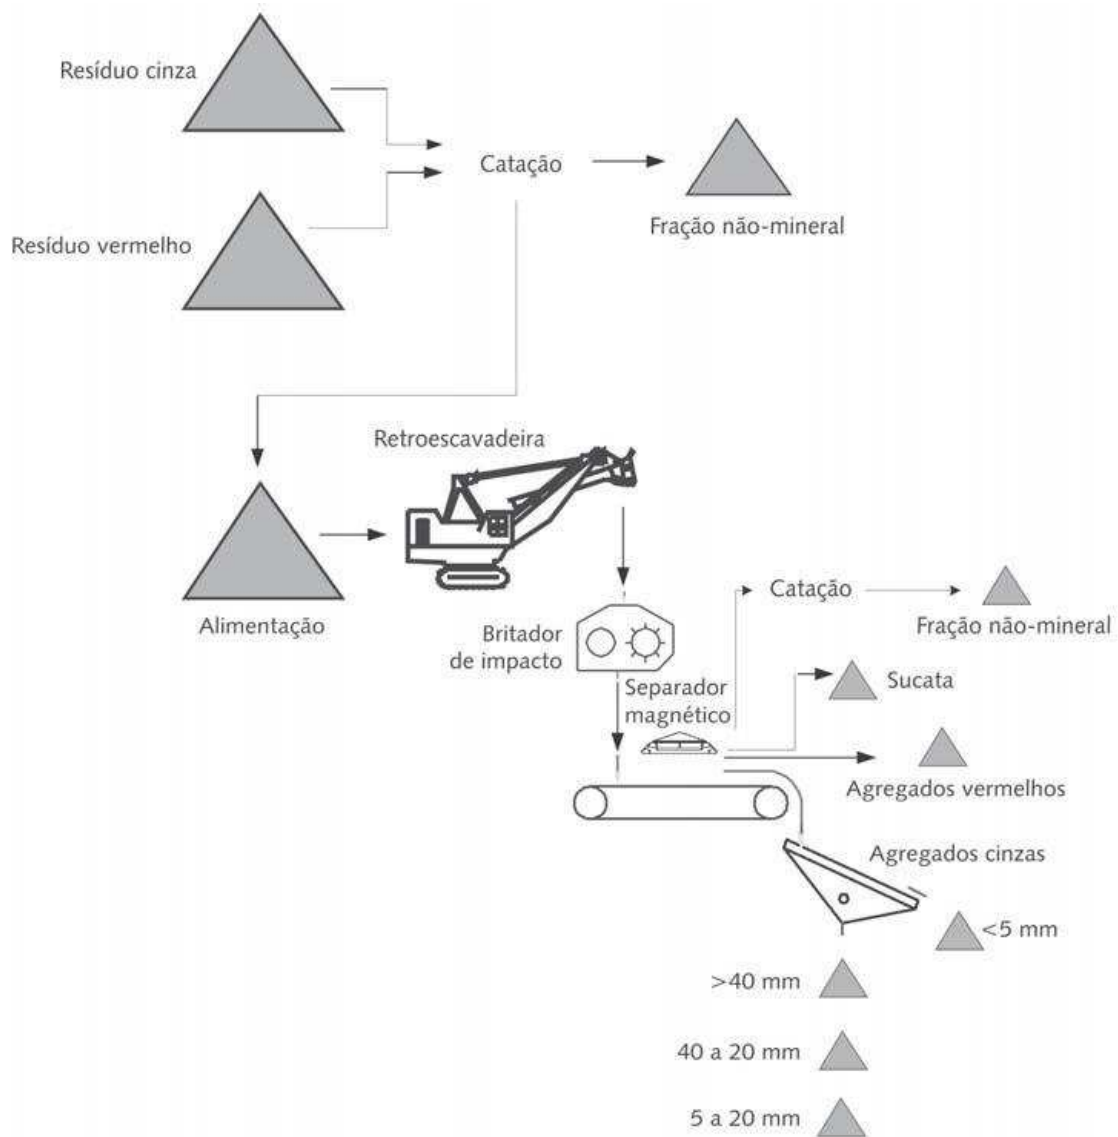 Resíduo cinza
Catação
Fração não-mineral
Resíduo vermelho
Retroescavadeira
Alimentação
Britador
de impacto
Catação
Fração não-mineral
Separador
magnético
Sucata
Agregados vermelhos
Agregados cinzas
<5 mm
>40 mm
40 a 20 mm
5 a 20 mm